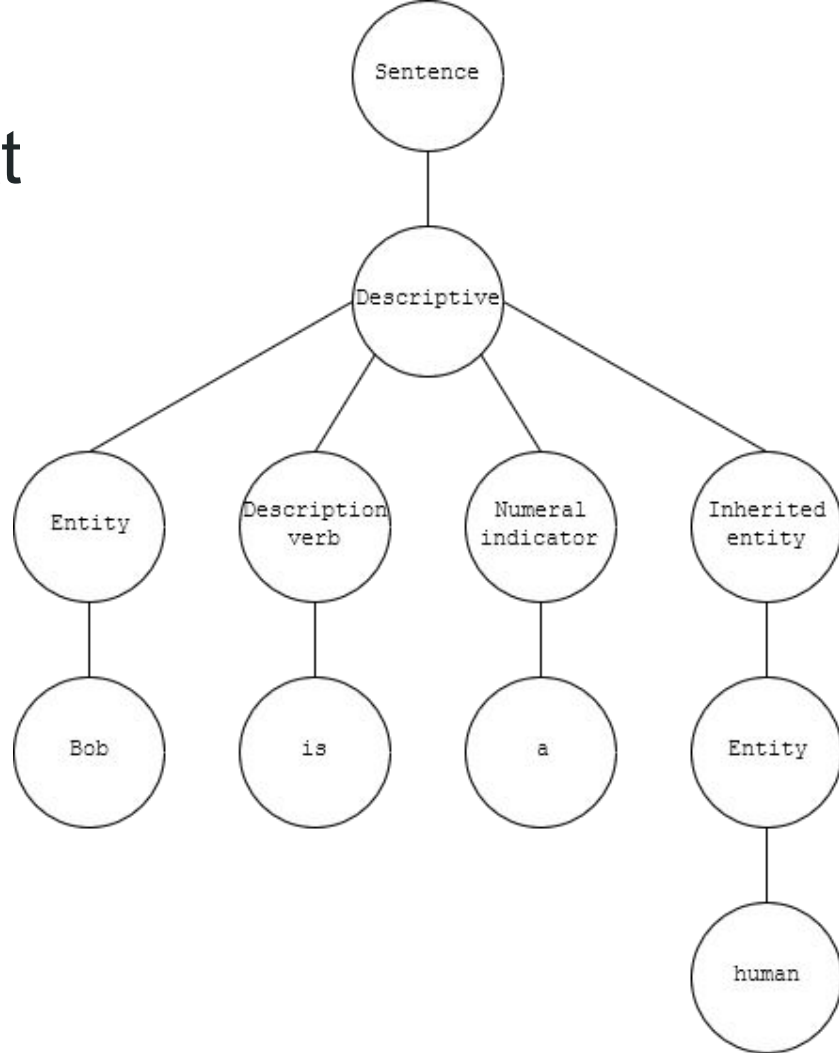 Sentence
t
Descriptive
Entity
Description
verb
Numeral
indicator
Inherited
entity
Bob
is
a
Entity
human